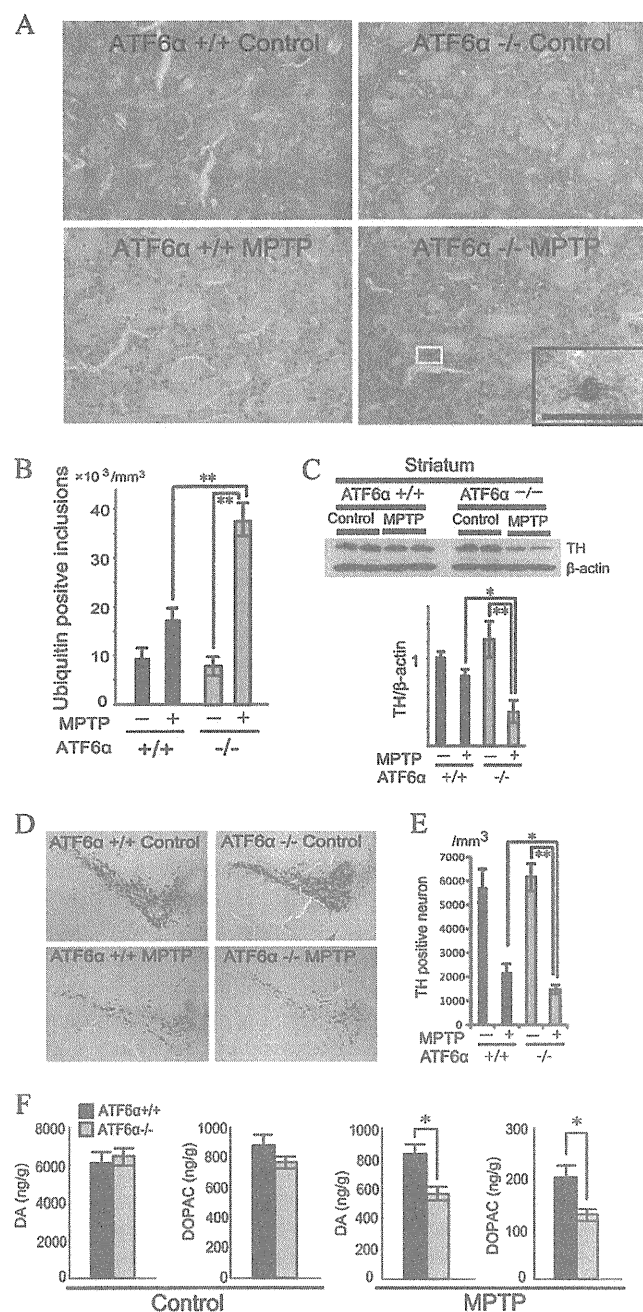 A
ATF6α +/+ Control
ATF6α -/- Control
ATF6α +/+ MPTP
ATF6α -/- MPTP
B
×10³/mm³
Ubiquitin positve inclusions
40
30
20
10
0
**
**
MPTP − + − +
ATF6α +/+ -/-
C
Striatum
ATF6α +/+ ATF6α −/−
Control MPTP Control MPTP
TH
β-actin
TH/β-actin
1
*
**
MPTP − + − +
ATF6α +/+ -/-
D
ATF6α +/+ Control
ATF6α -/- Control
ATF6α +/+ MPTP
ATF6α -/- MPTP
E
/mm³
TH positive neuron
7000
6000
5000
4000
3000
2000
1000
0
*
**
MPTP − + − +
ATF6α +/+ -/-
F
ATF6α+/+
ATF6α-/-
DA (ng/g)
8000
6000
4000
6000
0
DOPAC (ng/g)
1000
800
600
400
200
0
DA (ng/g)
1000
800
600
400
200
0
*
DOPAC (ng/g)
300
200
100
0
*
Control
MPTP